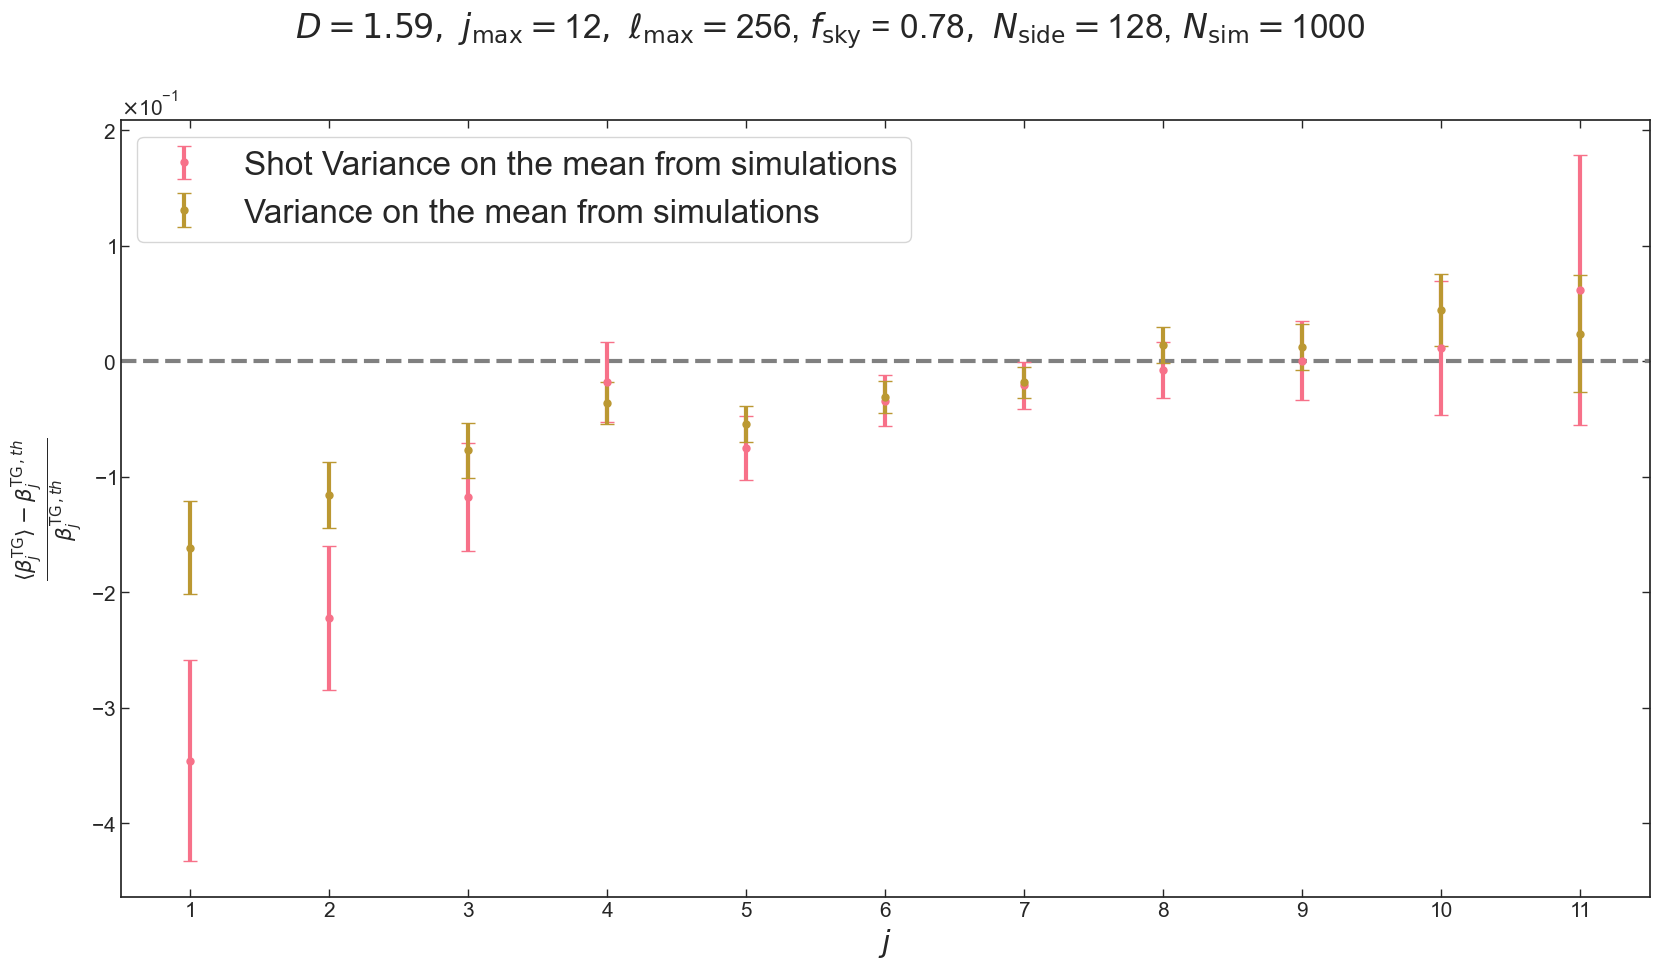 D = 1.59, j_max = 12, ℓ_max = 256, f_sky = 0.78, N_side = 128, N_sim = 1000
×10⁻¹
Shot Variance on the mean from simulations
Variance on the mean from simulations
2
1
0
−1
−2
−3
−4
(⟨β_j^TG⟩ − β_j^{TG, th}) / β_j^{TG, th}
1 2 3 4 5 6 7 8 9 10 11
j